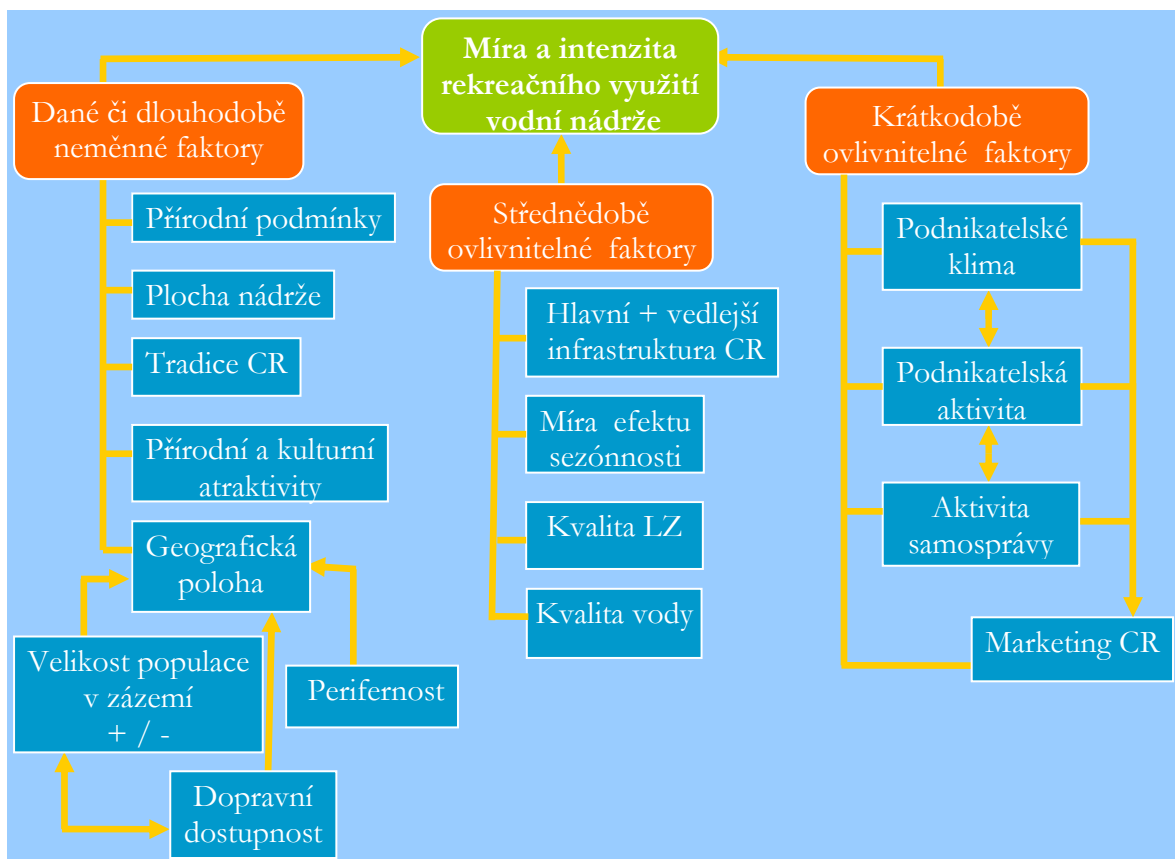 Míra a intenzita
rekreačního využití
vodní nádrže
Dané či dlouhodobě
neměnné faktory
Přírodní podmínky
Plocha nádrže
Tradice CR
Přírodní a kulturní
atraktivity
Geografická
poloha
Velikost populace
v zázemí
+ / -
Perifernost
Dopravní
dostupnost
Střednědobě
ovlivnitelné faktory
Hlavní + vedlejší
infrastruktura CR
Míra efektu
sezónnosti
Kvalita LZ
Kvalita vody
Krátkodobě
ovlivnitelné faktory
Podnikatelské
klima
Podnikatelská
aktivita
Aktivita
samosprávy
Marketing CR